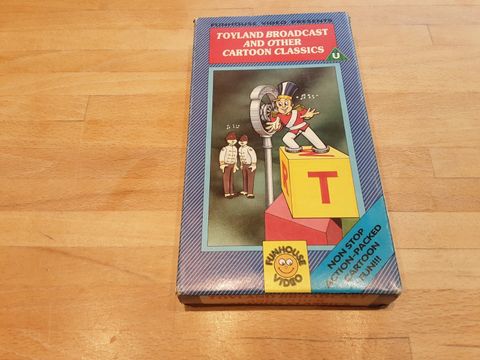 FUNHOUSE VIDEO PRESENTS
TOYLAND BROADCAST
AND OTHER
CARTOON CLASSICS
U
T
FUNHOUSE
VIDEO
NON STOP
ACTION-PACKED
CARTOON
FUN!!!